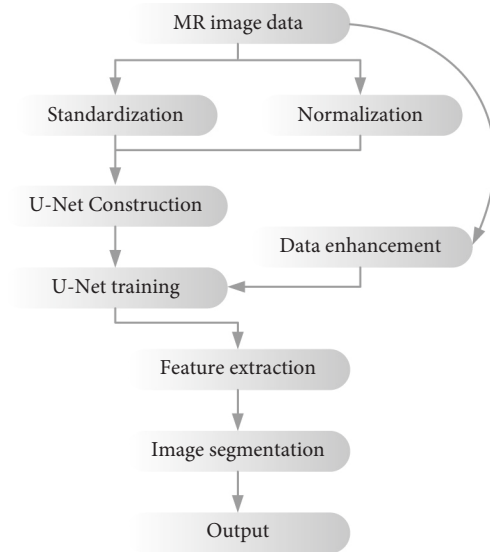 MR image data
Standardization
Normalization
U-Net Construction
Data enhancement
U-Net training
Feature extraction
Image segmentation
Output